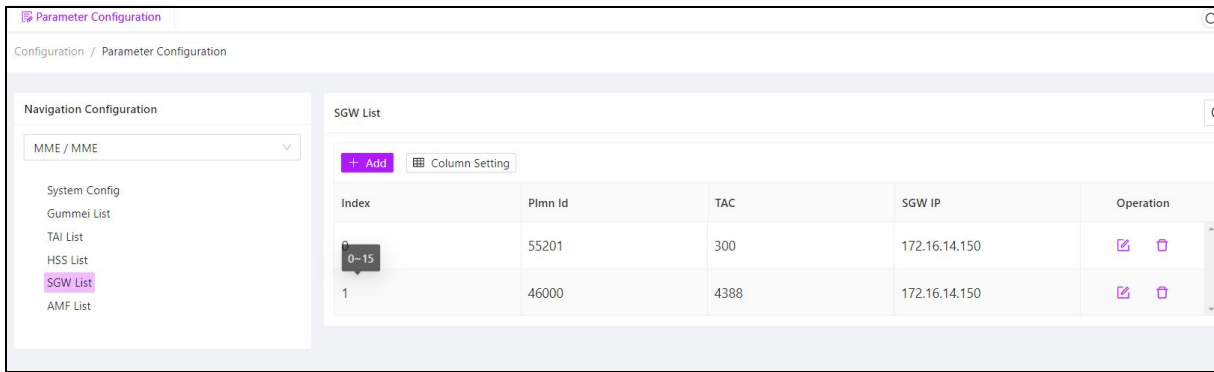 Parameter Configuration
Configuration / Parameter Configuration
Navigation Configuration
MME / MME
System Config
Gummei List
TAI List
HSS List
SGW List
AMF List
SGW List
+ Add
Column Setting
Index Plmn Id TAC SGW IP Operation
0 55201 300 172.16.14.150
0~15
1 46000 4388 172.16.14.150